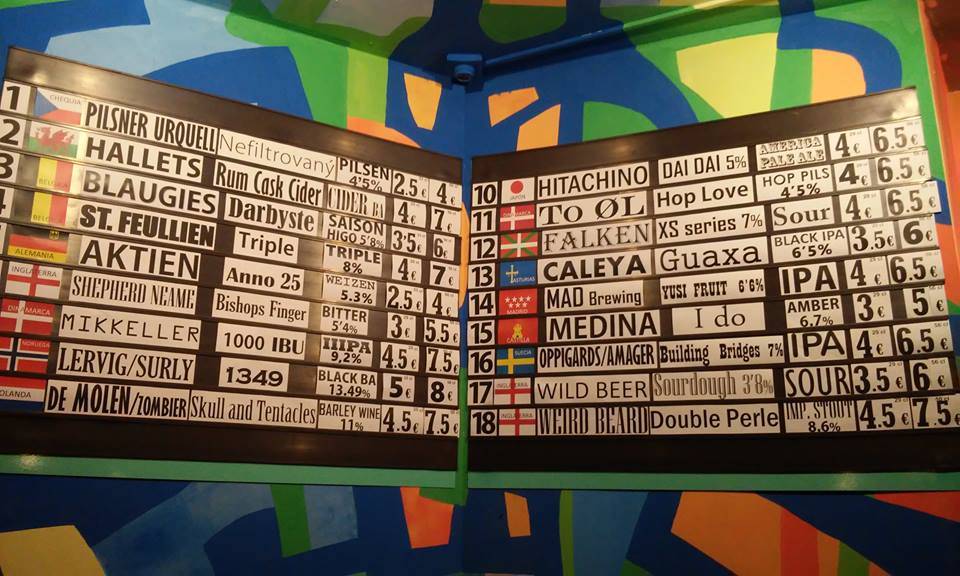 1 CHEQUIA PILSNER URQUELL Nefiltrovaný PILSEN 4'5% 2.5€ 4€
2 HALLETS Rum Cask Cider CIDER BA 4€ 7€
3 BELGICA BLAUGIES Darbyste SAISON HIGO 5'8% 3'5€ 6€
4 BELGICA ST. FEULLIEN Triple TRIPLE 8% 4€ 7€
ALEMANIA AKTIEN Anno 25 WEIZEN 5.3% 2.5€ 4€
INGLATERRA SHEPHERD NEAME Bishops Finger BITTER 5'4% 3€ 5.5€
DINAMARCA MIKKELLER 1000 IBU IIIPA 9,2% 4.5€ 7.5€
NORUEGA LERVIG/SURLY 1349 BLACK BA 13.49% 5€ 8€
OLANDA DE MOLEN/ZOMBIER Skull and Tentacles BARLEY WINE 11% 4.5€ 7.5€
10 JAPON HITACHINO DAI DAI 5% AMERICA PALE ALE 4€ 6.5€
11 DINAMARCA TO ØL Hop Love HOP PILS 4'5% 4€ 6.5€
12 FALKEN XS series 7% Sour 4€ 6.5€
13 ASTURIAS CALEYA Guaxa BLACK IPA 6'5% 3.5€ 6€
14 MADRID MAD Brewing YUSI FRUIT 6'6% IPA 4€ 6.5€
15 CASTILLA MEDINA I do AMBER 6.7% 3€ 5€
16 SUECIA OPPIGARDS/AMAGER Building Bridges 7% IPA 4€ 6.5€
17 INGLATERRA WILD BEER Sourdough 3'8% SOUR 3.5€ 6€
18 INGLATERRA WEIRD BEARD Double Perle IMP. STOUT 8.6% 4.5€ 7.5€